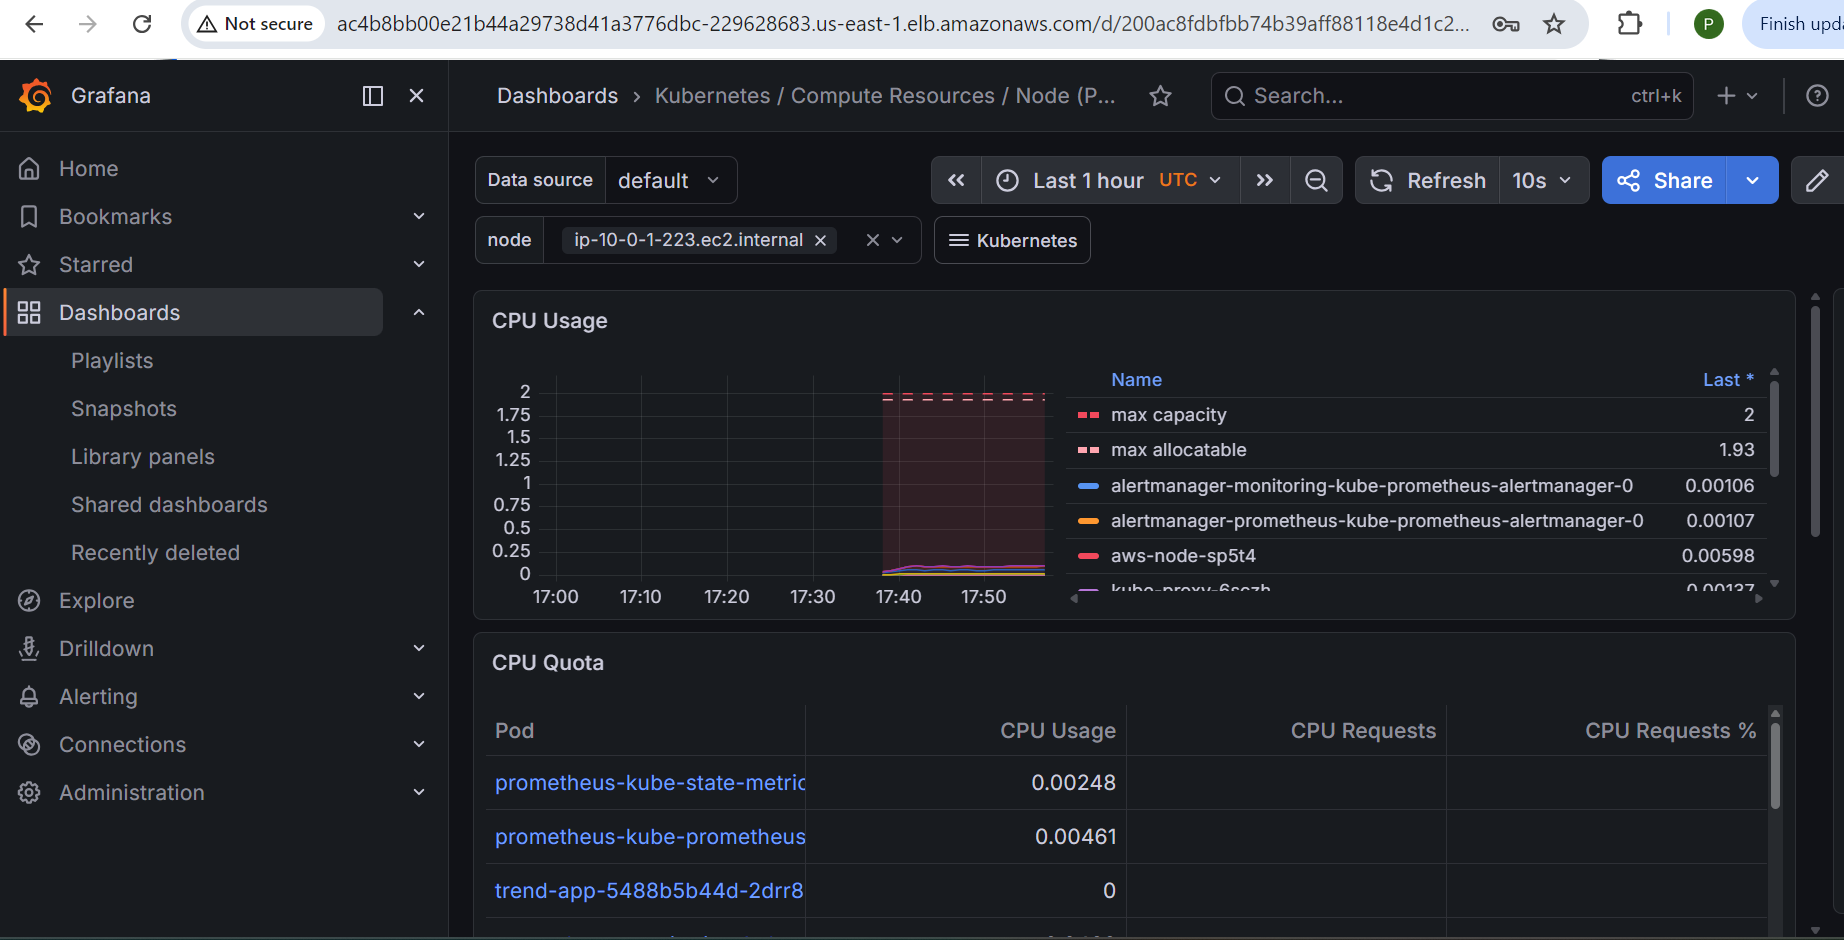 Not secure
ac4b8bb00e21b44a29738d41a3776dbc-229628683.us-east-1.elb.amazonaws.com/d/200ac8fdbfbb74b39aff88118e4d1c2...
P
Finish upda
Grafana
Dashboards › Kubernetes / Compute Resources / Node (P...
Search...
ctrl+k
Home
Bookmarks
Starred
Dashboards
Playlists
Snapshots
Library panels
Shared dashboards
Recently deleted
Explore
Drilldown
Alerting
Connections
Administration
Data source default
Last 1 hour UTC
Refresh 10s
Share
node ip-10-0-1-223.ec2.internal
Kubernetes
CPU Usage
2
1.75
1.5
1.25
1
0.75
0.5
0.25
0
17:00 17:10 17:20 17:30 17:40 17:50
Name Last *
max capacity 2
max allocatable 1.93
alertmanager-monitoring-kube-prometheus-alertmanager-0 0.00106
alertmanager-prometheus-kube-prometheus-alertmanager-0 0.00107
aws-node-sp5t4 0.00598
0.00137
CPU Quota
Pod CPU Usage CPU Requests CPU Requests %
prometheus-kube-state-metric 0.00248
prometheus-kube-prometheus 0.00461
trend-app-5488b5b44d-2drr8 0